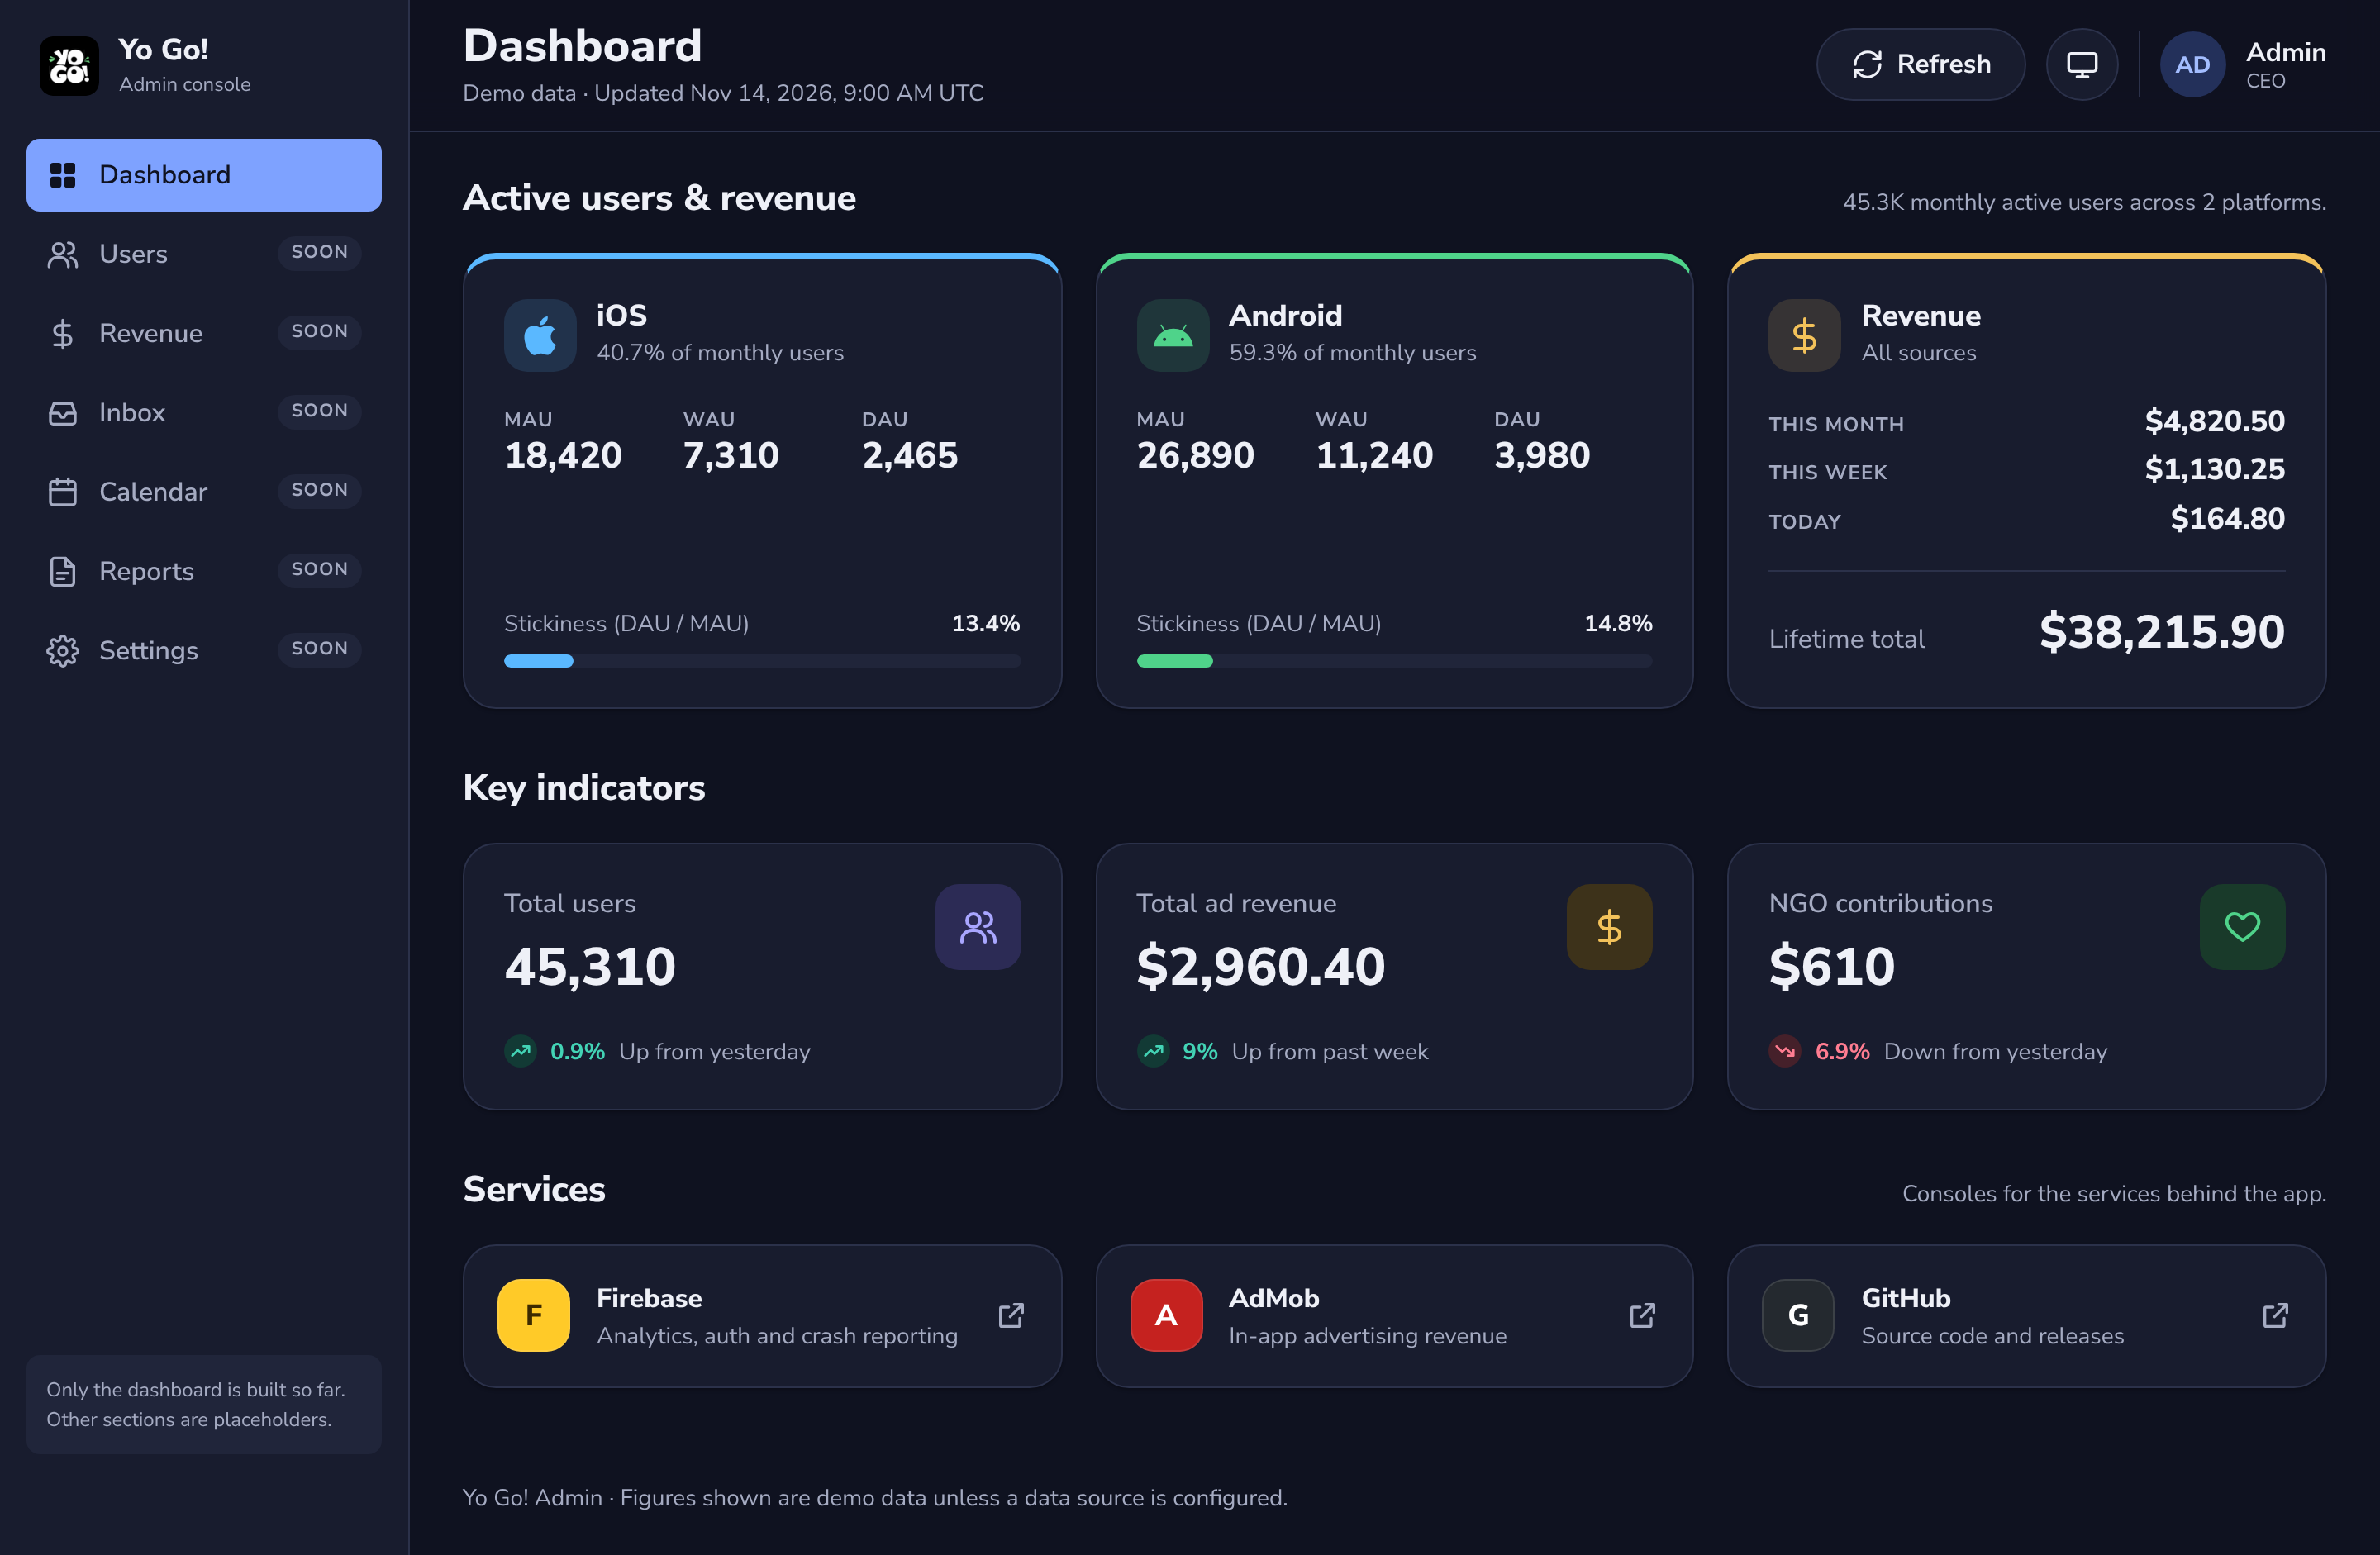 YO GO!
Yo Go!
Admin console
Dashboard
Users SOON
Revenue SOON
Inbox SOON
Calendar SOON
Reports SOON
Settings SOON
Only the dashboard is built so far.
Other sections are placeholders.
Dashboard
Demo data · Updated Nov 14, 2026, 9:00 AM UTC
Refresh
AD
Admin
CEO
Active users & revenue
45.3K monthly active users across 2 platforms.
iOS
40.7% of monthly users
MAU WAU DAU
18,420 7,310 2,465
Stickiness (DAU / MAU) 13.4%
Android
59.3% of monthly users
MAU WAU DAU
26,890 11,240 3,980
Stickiness (DAU / MAU) 14.8%
Revenue
All sources
THIS MONTH $4,820.50
THIS WEEK $1,130.25
TODAY $164.80
Lifetime total $38,215.90
Key indicators
Total users
45,310
0.9% Up from yesterday
Total ad revenue
$2,960.40
9% Up from past week
NGO contributions
$610
6.9% Down from yesterday
Services
Consoles for the services behind the app.
F
Firebase
Analytics, auth and crash reporting
A
AdMob
In-app advertising revenue
G
GitHub
Source code and releases
Yo Go! Admin · Figures shown are demo data unless a data source is configured.